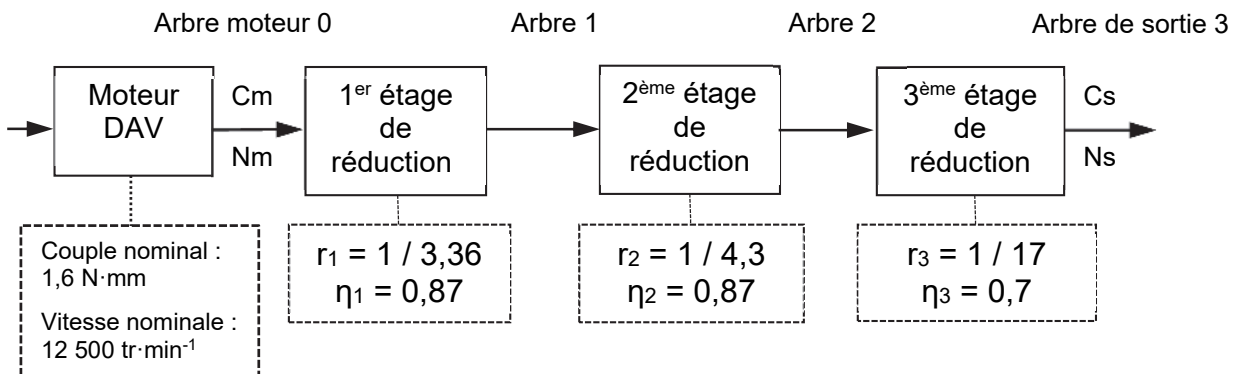 Arbre moteur 0
Arbre 1
Arbre 2
Arbre de sortie 3
Moteur
DAV
Cm
Nm
1er étage
de
réduction
2ème étage
de
réduction
3ème étage
de
réduction
Cs
Ns
Couple nominal :
1,6 N·mm
Vitesse nominale :
12 500 tr·min-1
r1 = 1 / 3,36
η1 = 0,87
r2 = 1 / 4,3
η2 = 0,87
r3 = 1 / 17
η3 = 0,7